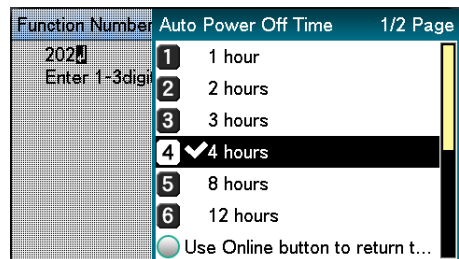 Function Number
202
Enter 1-3digi
Auto Power Off Time 1/2 Page
1 1 hour
2 2 hours
3 3 hours
4 4 hours
5 8 hours
6 12 hours
Use Online button to return t...